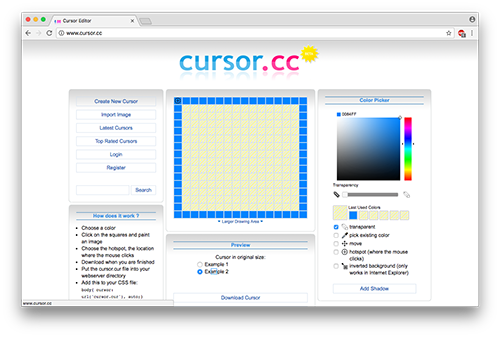 Cursor Editor
www.cursor.cc
cursor.cc
Create New Cursor
Import Image
Latest Cursors
Top Rated Cursors
Login
Register
Search
How does it work ?
Choose a color
Click on the squares and paint
an image
Choose the hotspot, the location
where the mouse clicks
Download when you are finished
Put the cursor.cur file into your
webserver directory
Add this to your CSS file:
body{ cursor:
url('cursor.cur'), auto;}
Larger Drawing Area
Preview
Cursor in original size:
Example 1
Example 2
Download Cursor
Color Picker
0084FF
Transparency
Last Used Colors
transparent
pick existing color
move
hotspot (where the mouse
clicks)
inverted background (only
works in Internet Explorer)
Add Shadow
www.cursor.cc